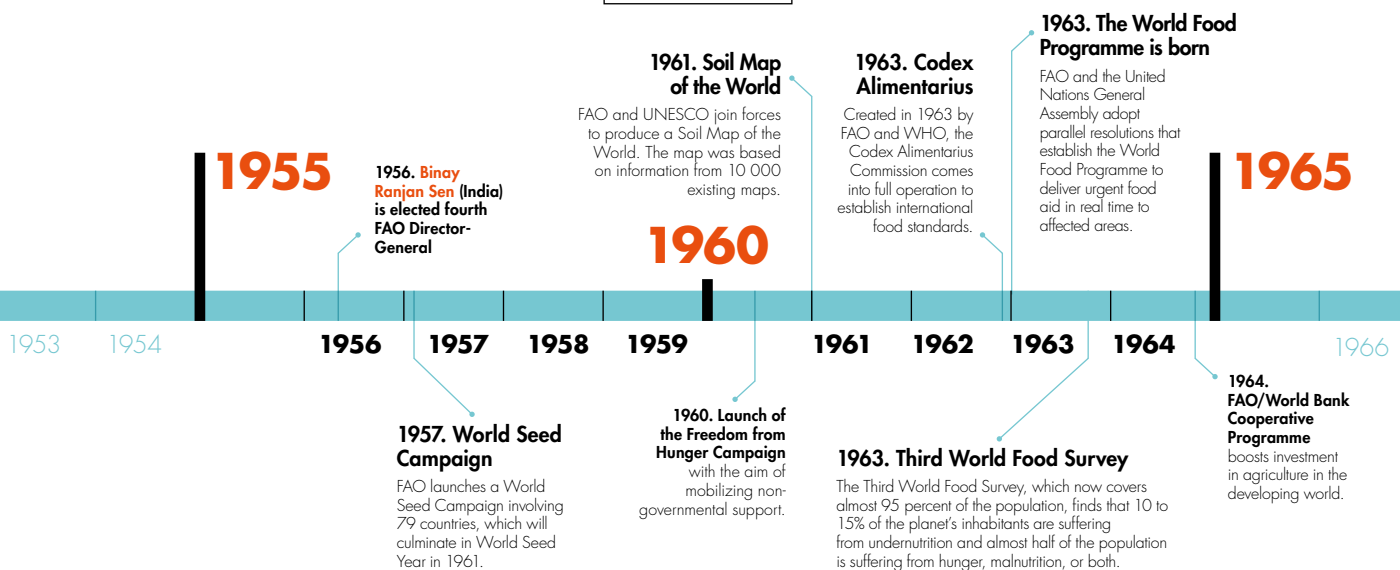 1963. The World Food
Programme is born
FAO and the United
Nations General
Assembly adopt
parallel resolutions that
establish the World
Food Programme to
deliver urgent food
aid in real time to
affected areas.
1961. Soil Map
of the World
FAO and UNESCO join forces
to produce a Soil Map of the
World. The map was based
on information from 10 000
existing maps.
1963. Codex
Alimentarius
Created in 1963 by
FAO and WHO, the
Codex Alimentarius
Commission comes
into full operation to
establish international
food standards.
1955
1956. Binay
Ranjan Sen (India)
is elected fourth
FAO Director-
General
1960
1965
1953
1954
1956
1957
1958
1959
1961
1962
1963
1964
1966
1957. World Seed
Campaign
FAO launches a World
Seed Campaign involving
79 countries, which will
culminate in World Seed
Year in 1961.
1960. Launch of
the Freedom from
Hunger Campaign
with the aim of
mobilizing non-
governmental support.
1963. Third World Food Survey
The Third World Food Survey, which now covers
almost 95 percent of the population, finds that 10 to
15% of the planet's inhabitants are suffering
from undernutrition and almost half of the population
is suffering from hunger, malnutrition, or both.
1964.
FAO/World Bank
Cooperative
Programme
boosts investment
in agriculture in the
developing world.